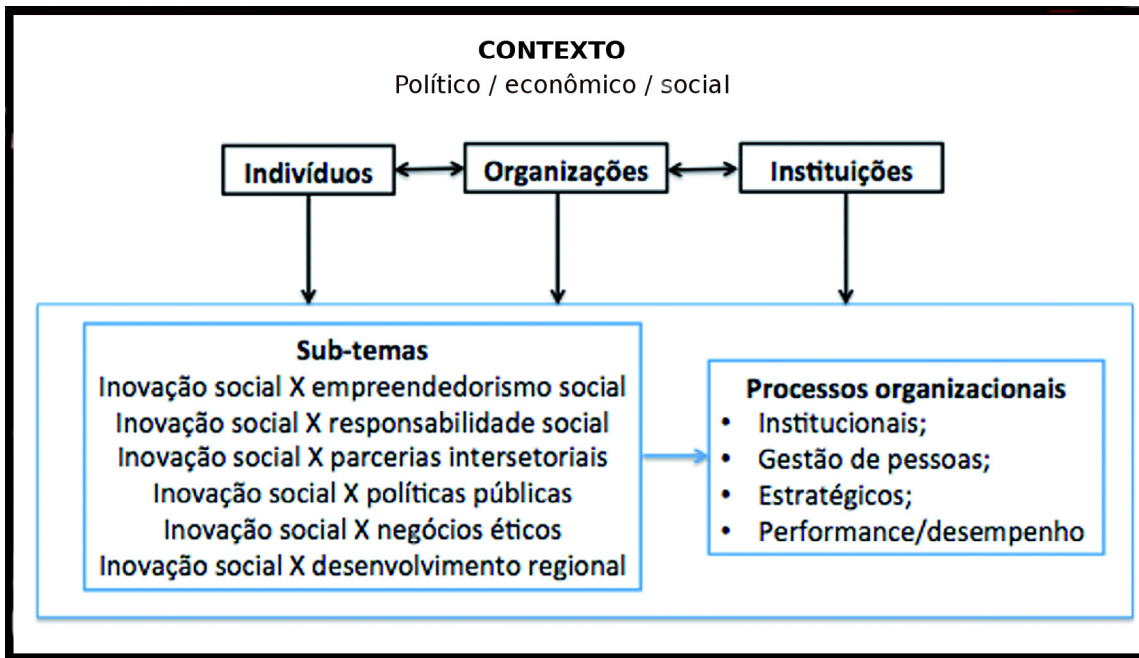 CONTEXTO
Político / econômico / social
Indivíduos
Organizações
Instituições
Sub-temas
Inovação social X empreendedorismo social
Inovação social X responsabilidade social
Inovação social X parcerias intersetoriais
Inovação social X políticas públicas
Inovação social X negócios éticos
Inovação social X desenvolvimento regional
Processos organizacionais
• Institucionais;
• Gestão de pessoas;
• Estratégicos;
• Performance/desempenho